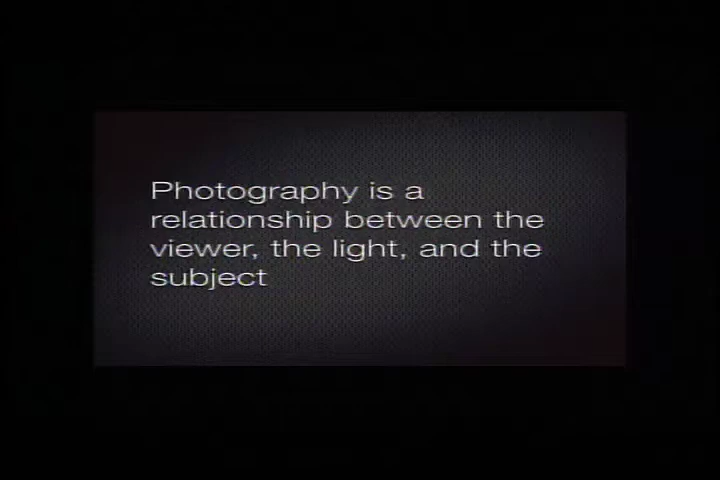 Photography is a
relationship between the
viewer, the light, and the
subject